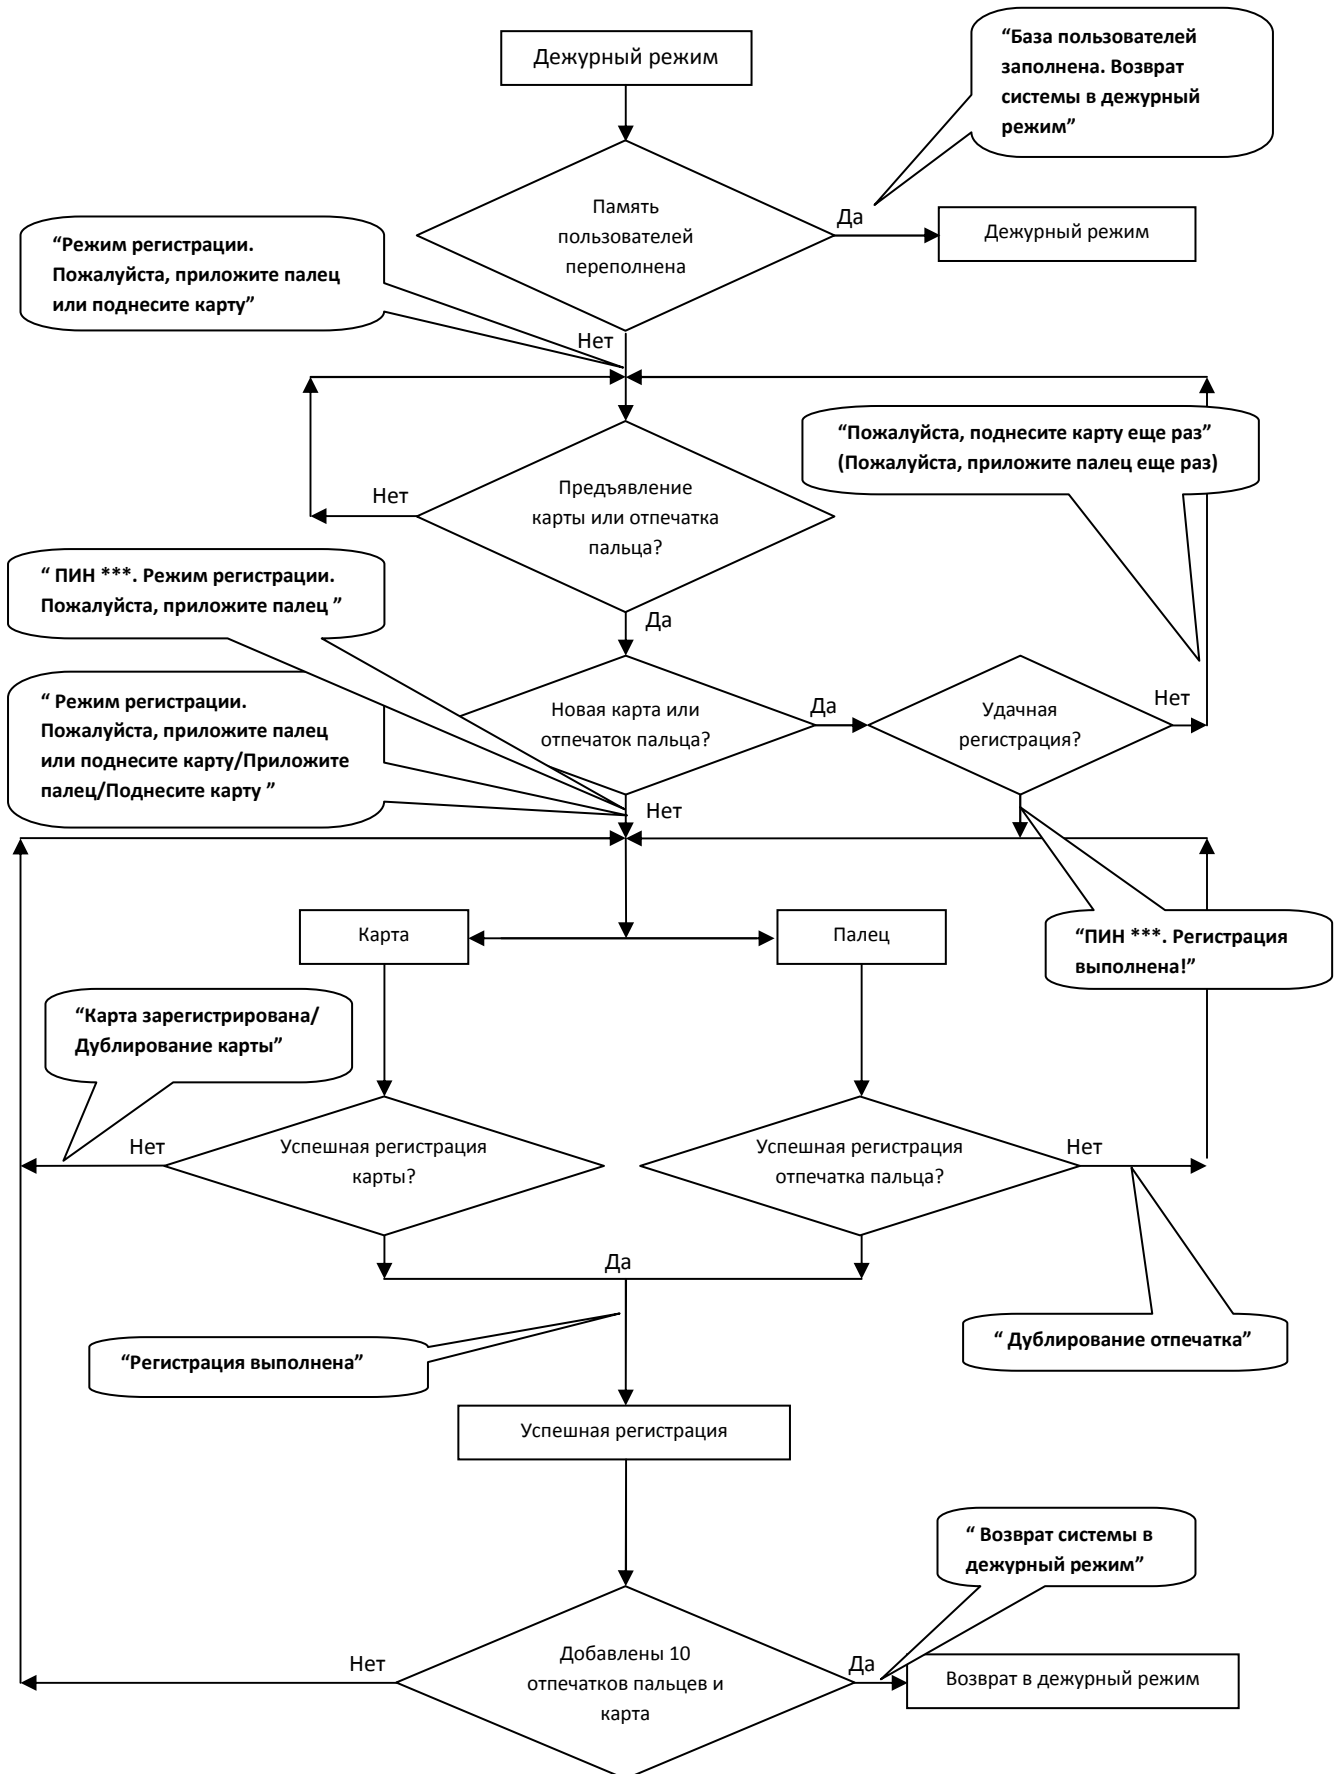 Дежурный режим
“База пользователей
заполнена. Возврат
системы в дежурный
режим”
Память
пользователей
переполнена
Да
Дежурный режим
“Режим регистрации.
Пожалуйста, приложите палец
или поднесите карту”
Нет
“Пожалуйста, поднесите карту еще раз”
(Пожалуйста, приложите палец еще раз)
Предъявление
карты или отпечатка
пальца?
Нет
“ ПИН ***. Режим регистрации.
Пожалуйста, приложите палец ”
Да
“ Режим регистрации.
Пожалуйста, приложите палец
или поднесите карту/Приложите
палец/Поднесите карту ”
Новая карта или
отпечаток пальца?
Да
Удачная
регистрация?
Нет
Нет
Карта
Палец
“ПИН ***. Регистрация
выполнена!”
“Карта зарегистрирована/
Дублирование карты”
Нет
Успешная регистрация
карты?
Успешная регистрация
отпечатка пальца?
Нет
Да
“Регистрация выполнена”
“ Дублирование отпечатка”
Успешная регистрация
“ Возврат системы в
дежурный режим”
Нет
Добавлены 10
отпечатков пальцев и
карта
Да
Возврат в дежурный режим